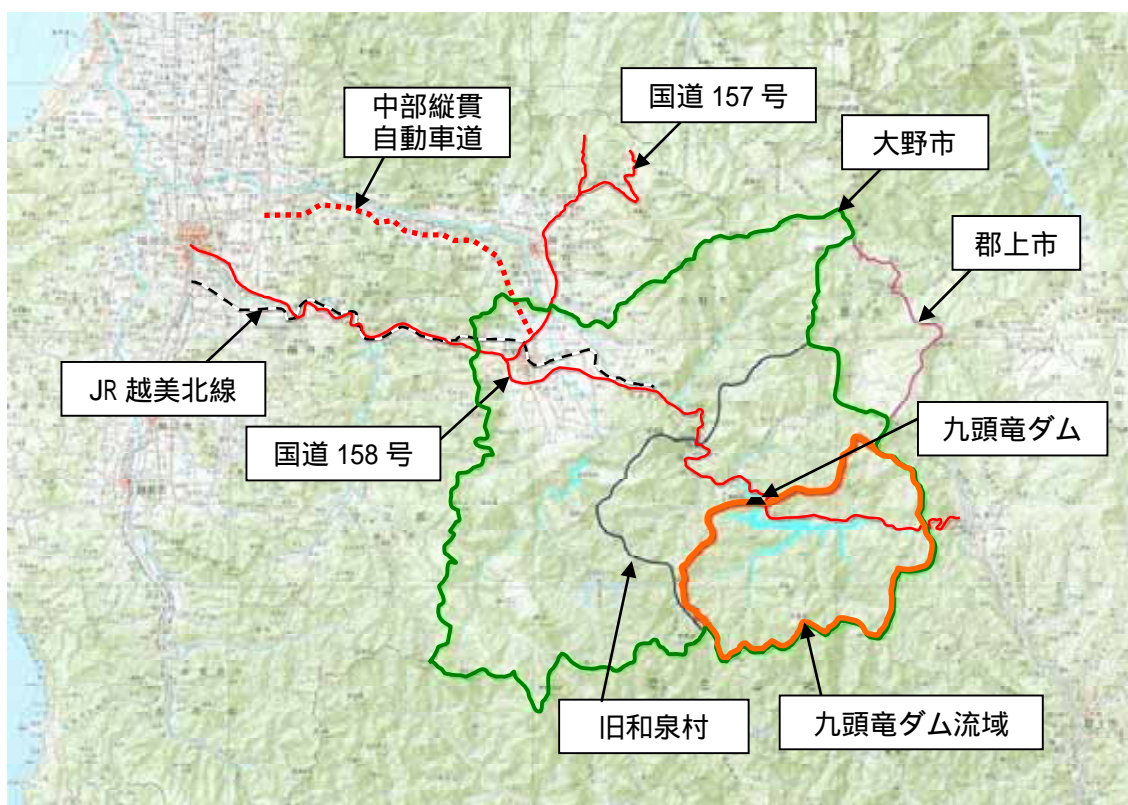 中部縦貫
自動車道
国道 157 号
大野市
郡上市
JR 越美北線
国道 158 号
九頭竜ダム
旧和泉村
九頭竜ダム流域